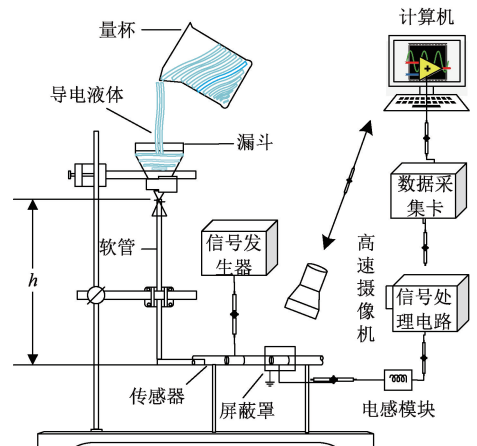 量杯
导电液体
漏斗
h
软管
信号发
生器
传感器
屏蔽罩
计算机
数据采
集卡
高速摄像机
信号处
理电路
电感模块